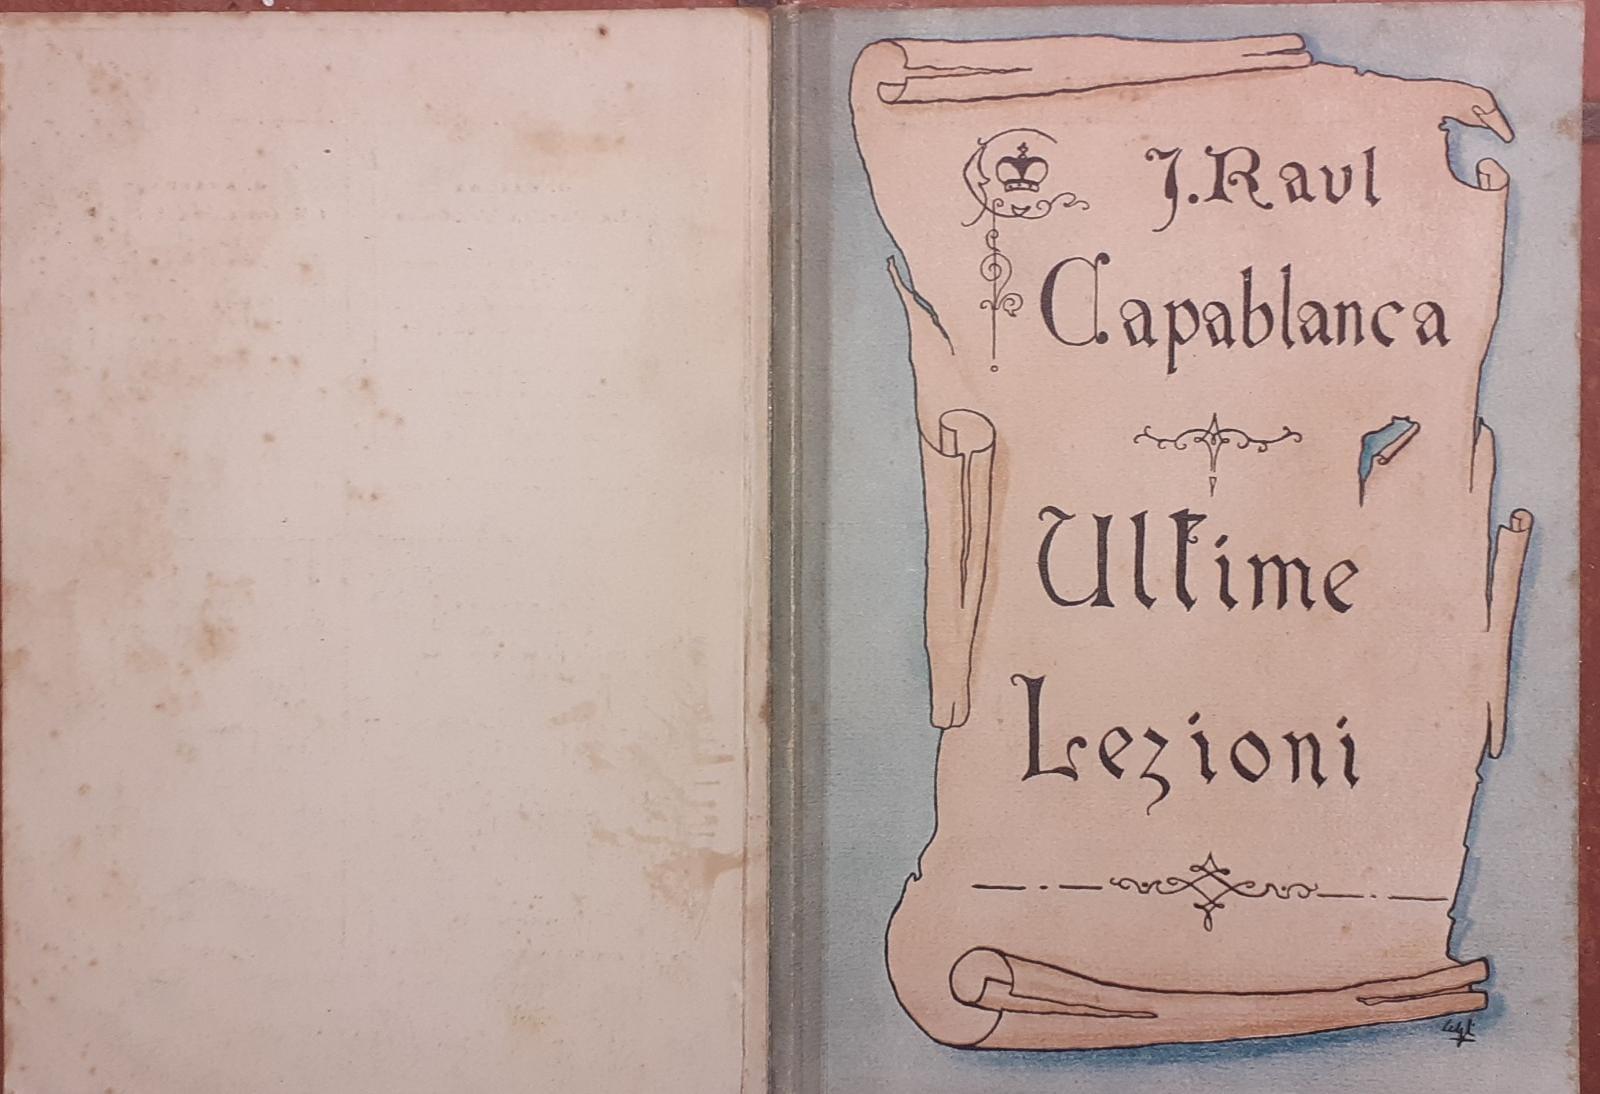 J. Raul
Capablanca
Ultime
Lezioni